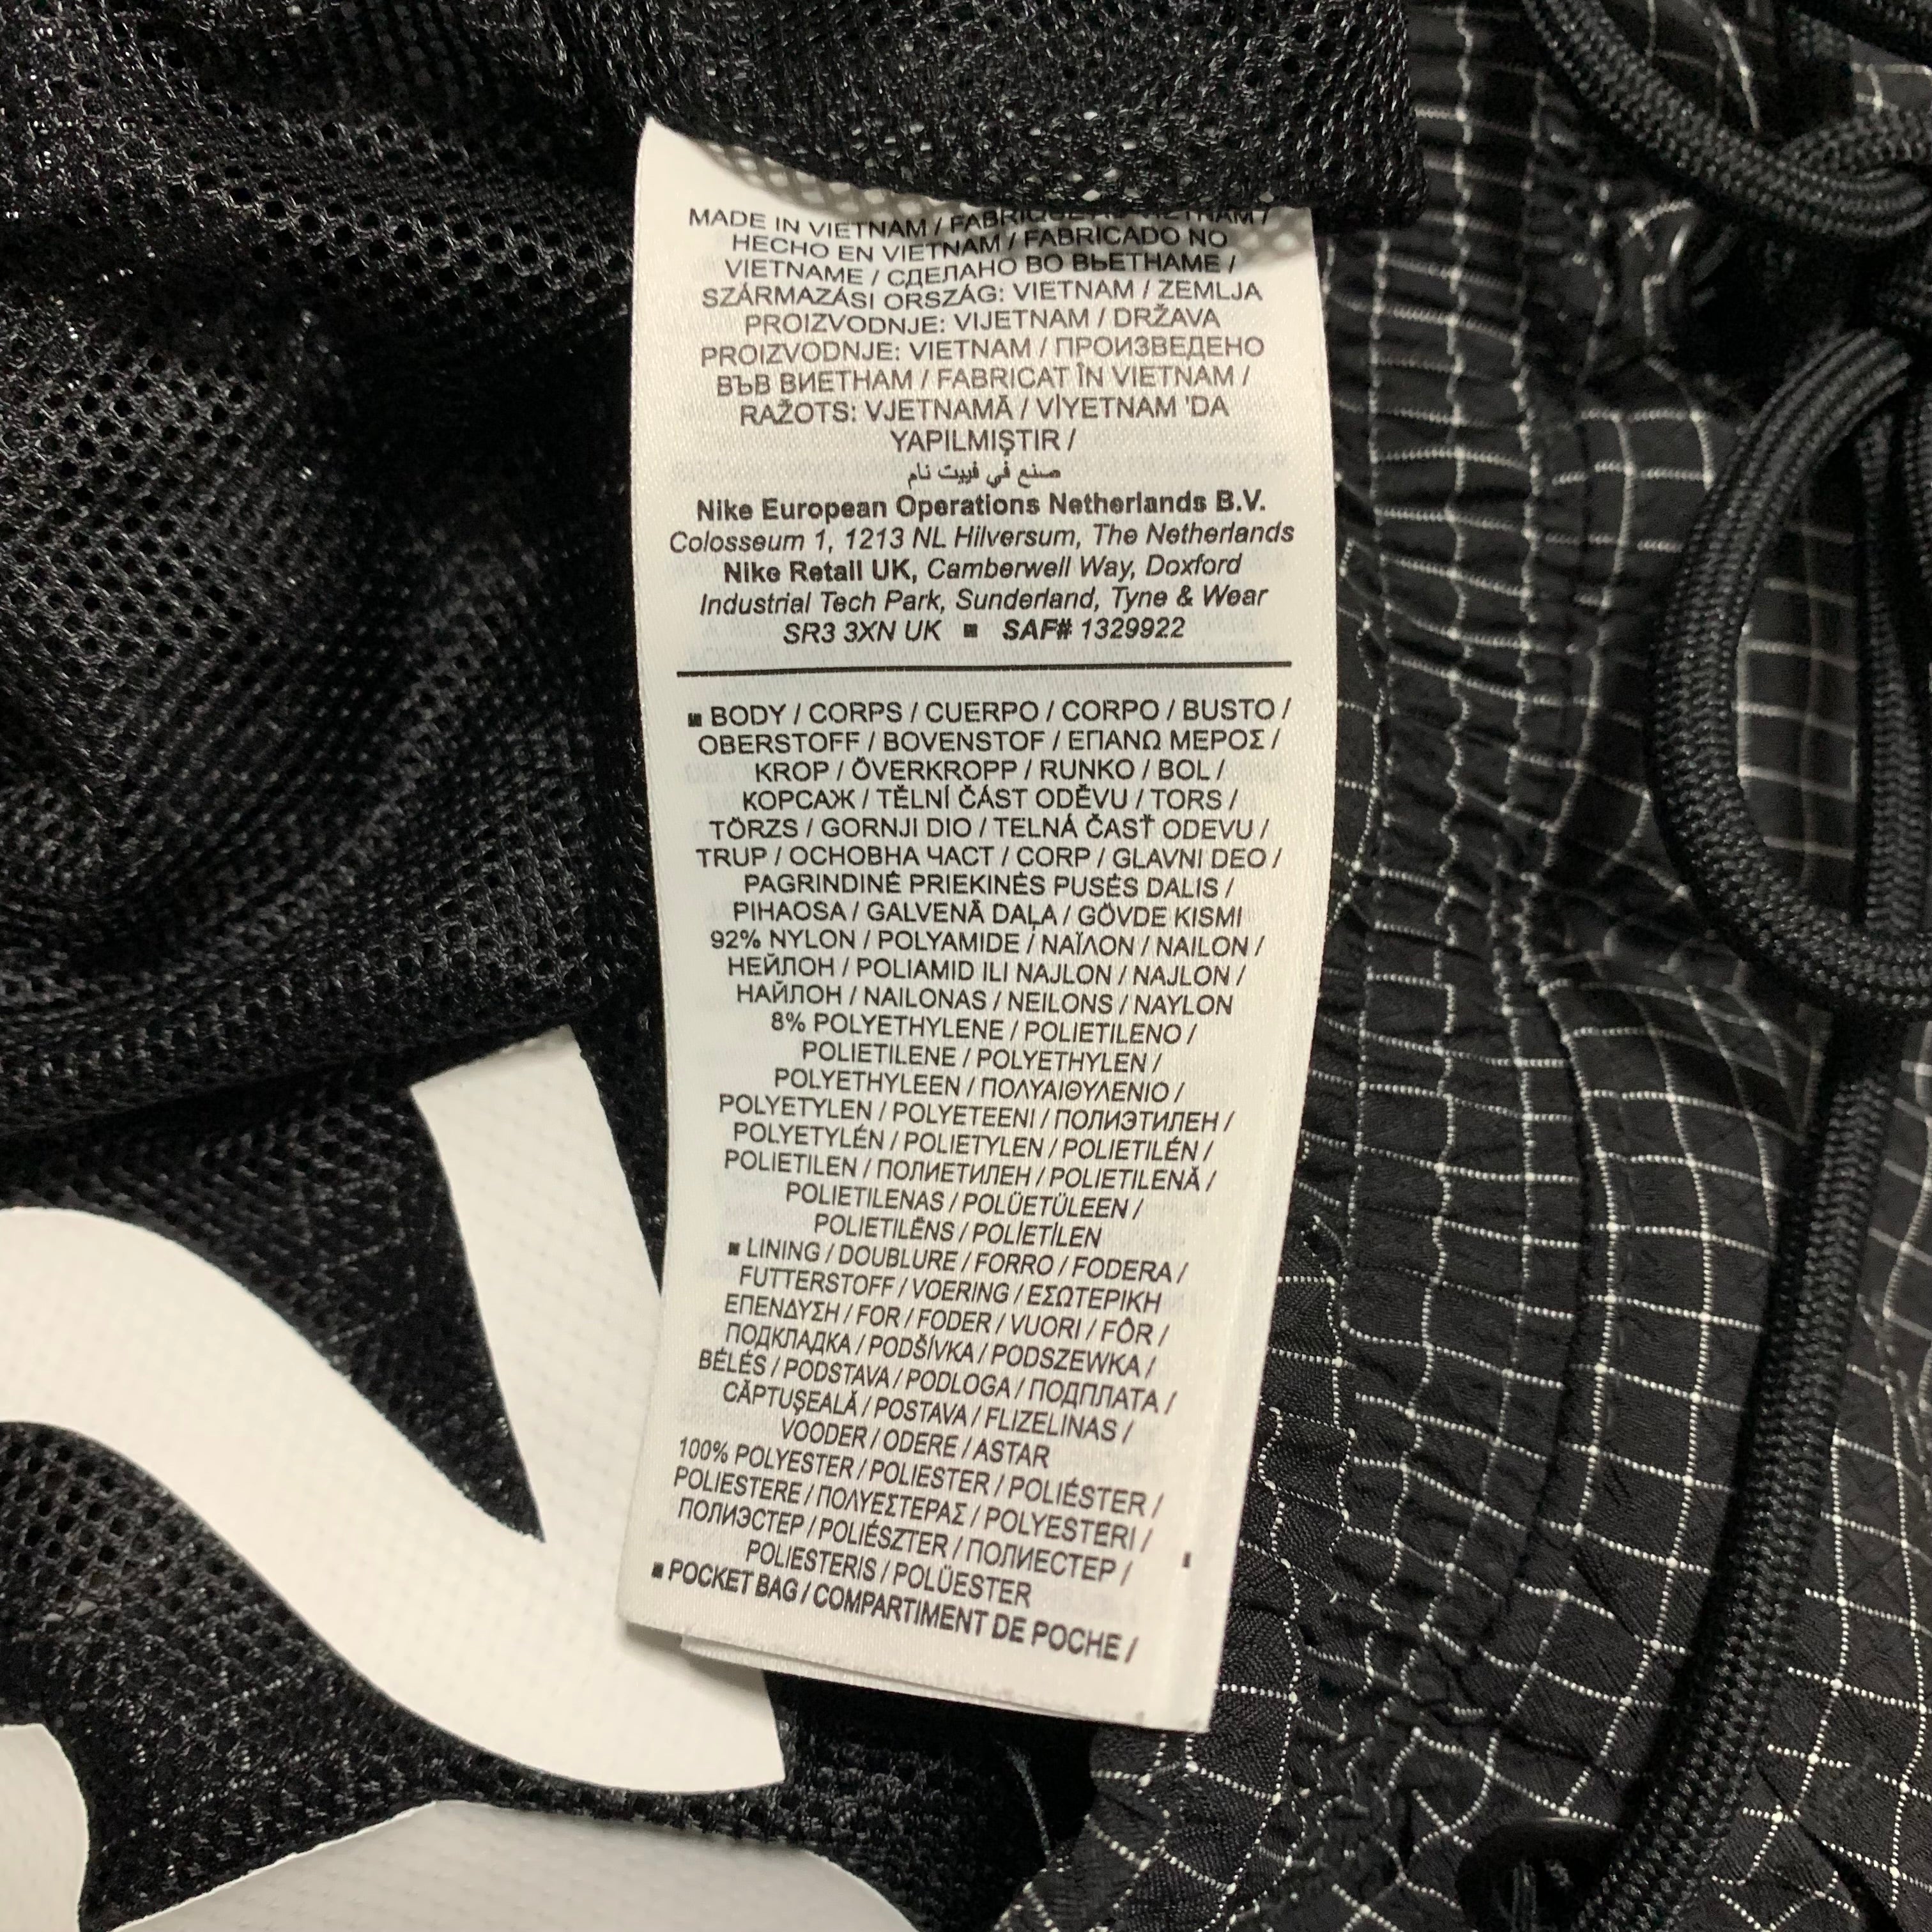 MADE IN VIETNAM / FABRIQUÉ AU VIETNAM /
HECHO EN VIETNAM / FABRICADO NO
VIETNAME / СДЕЛАНО ВО ВЬЕТНАМЕ /
SZÁRMAZÁSI ORSZÁG: VIETNAM / ZEMLJA
PROIZVODNJE: VIJETNAM / DRŽAVA
PROIZVODNJE: VIETNAM / ПРОИЗВЕДЕНО
ВЪВ ВИЕТНАМ / FABRICAT ÎN VIETNAM /
RAŽOTS: VJETNAMĀ / VİYETNAM 'DA
YAPILMIŞTIR /
صنع في فييت نام
Nike European Operations Netherlands B.V.
Colosseum 1, 1213 NL Hilversum, The Netherlands
Nike Retail UK, Camberwell Way, Doxford
Industrial Tech Park, Sunderland, Tyne & Wear
SR3 3XN UK ■ SAF# 1329922
■ BODY / CORPS / CUERPO / CORPO / BUSTO /
OBERSTOFF / BOVENSTOF / ΕΠΑΝΩ ΜΕΡΟΣ /
KROP / ÖVERKROPP / RUNKO / BOL /
КОРСАЖ / TĚLNÍ ČÁST ODĚVU / TORS /
TÖRZS / GORNJI DIO / TELNÁ ČASŤ ODEVU /
TRUP / ОСНОВНА ЧАСТ / CORP / GLAVNI DEO /
PAGRINDINĖ PRIEKINĖS PUSĖS DALIS /
PIHAOSA / GALVENĀ DAĻA / GÖVDE KISMI
92% NYLON / POLYAMIDE / ΝΑΪΛΟΝ / NAILON /
НЕЙЛОН / POLIAMID ILI NAJLON / NAJLON /
НАЙЛОН / NAILONAS / NEILONS / NAYLON
8% POLYETHYLENE / POLIETILENO /
POLIETILENE / POLYETHYLEN /
POLYETHYLEEN / ΠΟΛΥΑΙΘΥΛΕΝΙΟ /
POLYETYLEN / POLYETEENI / ПОЛИЭТИЛЕН /
POLYETYLÉN / POLIETYLEN / POLIETILÉN /
POLIETILEN / ПОЛИЕТИЛЕН / POLIETILENĂ /
POLIETILENAS / POLÜETÜLEEN /
POLIETILĒNS / POLİETİLEN
■ LINING / DOUBLURE / FORRO / FODERA /
FUTTERSTOFF / VOERING / ΕΣΩΤΕΡΙΚΗ
ΕΠΕΝΔΥΣΗ / FOR / FODER / VUORI / FÔR /
ПОДКЛАДКА / PODŠÍVKA / PODSZEWKA /
BÉLÉS / PODSTAVA / PODLOGA / ПОДПЛАТА /
CĂPTUŞEALĂ / POSTAVA / FLIZELINAS /
VOODER / ODERE / ASTAR
100% POLYESTER / POLIESTER / POLIÉSTER /
POLIESTERE / ΠΟΛΥΕΣΤΕΡΑΣ / POLYESTERI /
ПОЛИЭСТЕР / POLIÉSZTER / ПОЛИЕСТЕР /
POLIESTERIS / POLÜESTER
■ POCKET BAG / COMPARTIMENT DE POCHE /